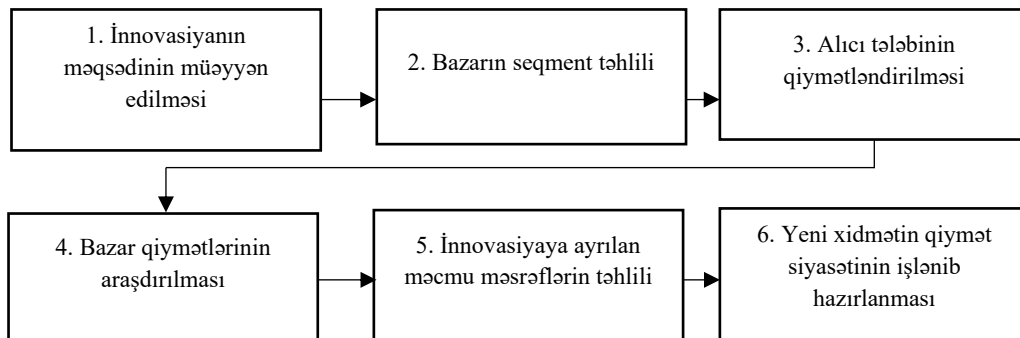 1. İnnovasiyanın
məqsədinin müəyyən
edilməsi
2. Bazarın seqment təhlili
3. Alıcı tələbinin
qiymətləndirilməsi
4. Bazar qiymətlərinin
araşdırılması
5. İnnovasiyaya ayrılan
məcmu məsrəflərin təhlili
6. Yeni xidmətin qiymət
siyasətinin işlənib
hazırlanması